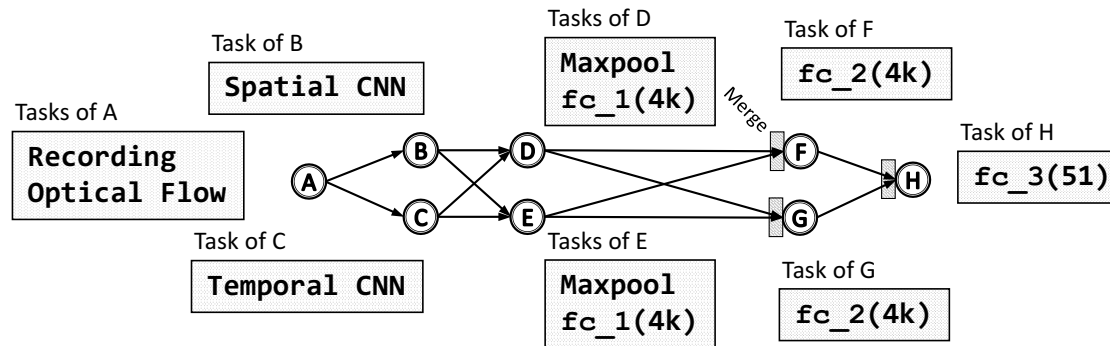 Tasks of D
Task of F
Task of B
Maxpool
fc_1(4k)
fc_2(4k)
Spatial CNN
Tasks of A
Merge
Task of H
Recording
Optical Flow
A
B
C
D
E
F
G
H
fc_3(51)
Task of C
Tasks of E
Task of G
Temporal CNN
Maxpool
fc_1(4k)
fc_2(4k)